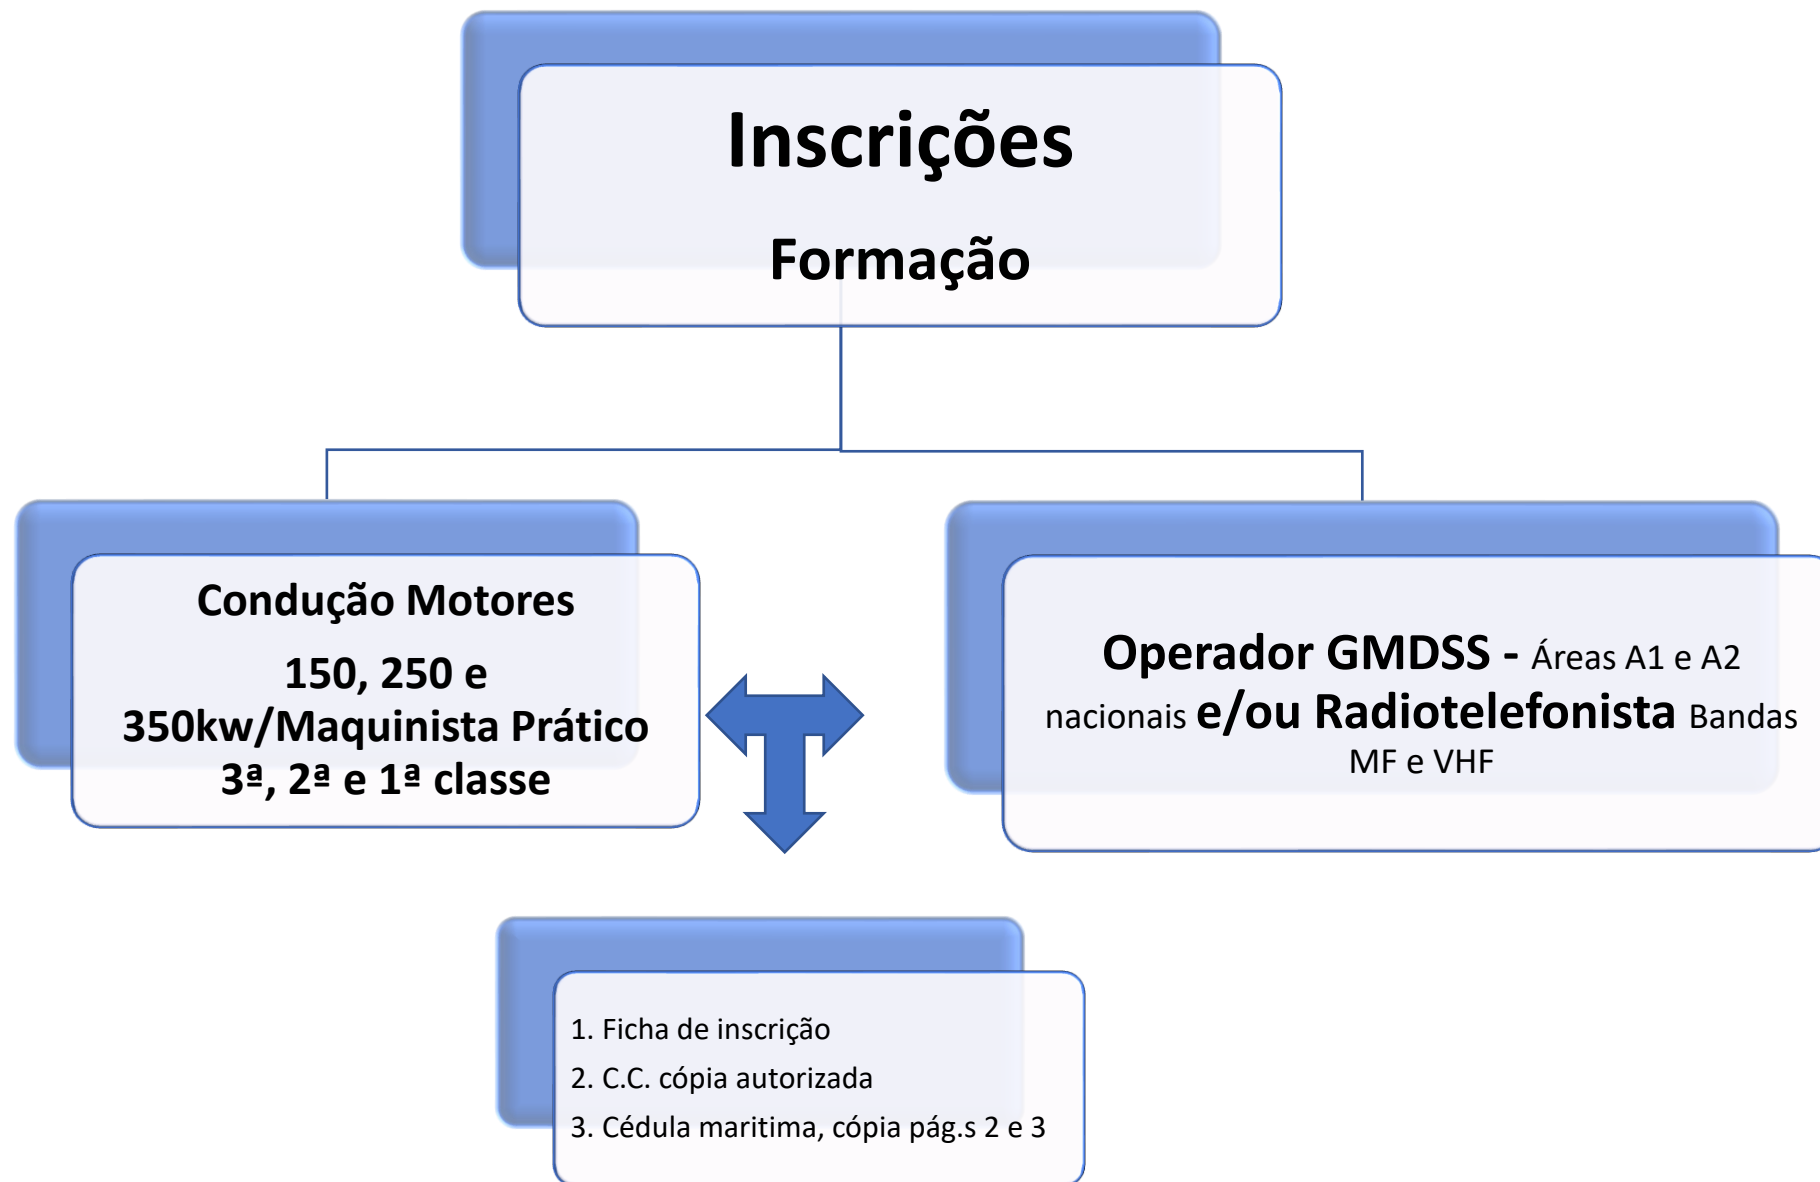 Inscrições
Formação
Condução Motores
150, 250 e
350kw/Maquinista Prático
3ª, 2ª e 1ª classe
Operador GMDSS - Áreas A1 e A2
nacionais e/ou Radiotelefonista Bandas
MF e VHF
1. Ficha de inscrição
2. C.C. cópia autorizada
3. Cédula maritima, cópia pág.s 2 e 3